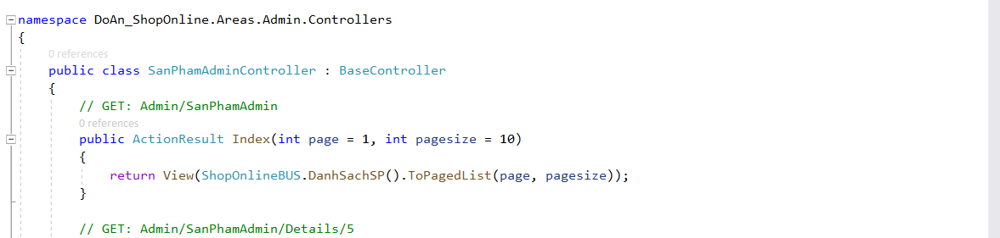 namespace DoAn_ShopOnline.Areas.Admin.Controllers
{
0 references
public class SanPhamAdminController : BaseController
{
// GET: Admin/SanPhamAdmin
0 references
public ActionResult Index(int page = 1, int pagesize = 10)
{
return View(ShopOnlineBUS.DanhSachSP().ToPagedList(page, pagesize));
}
// GET: Admin/SanPhamAdmin/Details/5